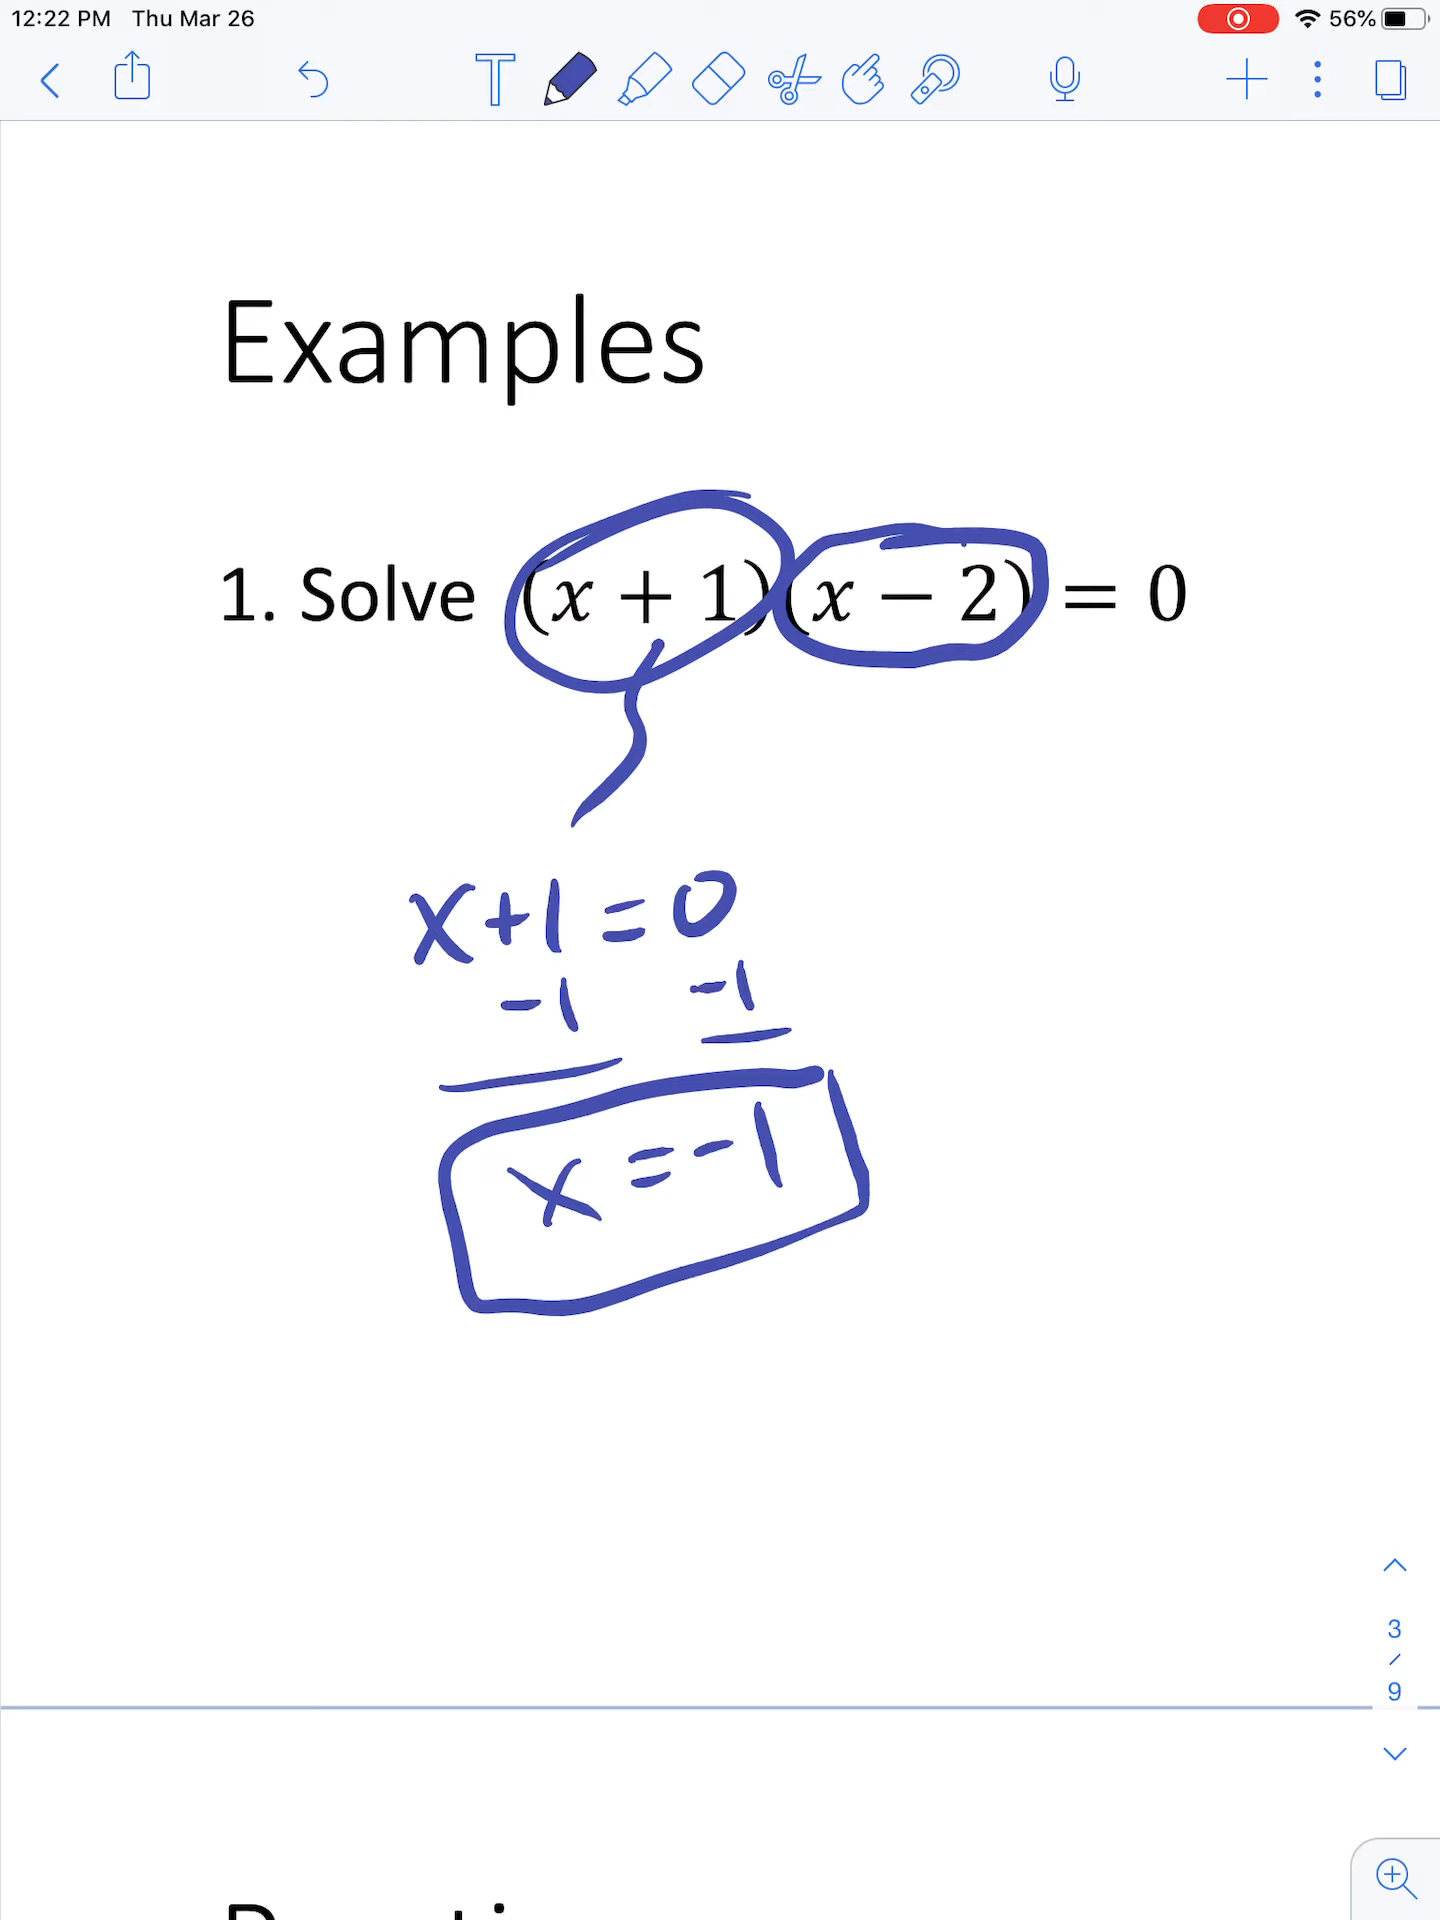 12:22 PM Thu Mar 26 56%
T
Examples
1. Solve (x + 1)(x − 2) = 0
x+1=0
-1 -1
x=-1
3
/
9